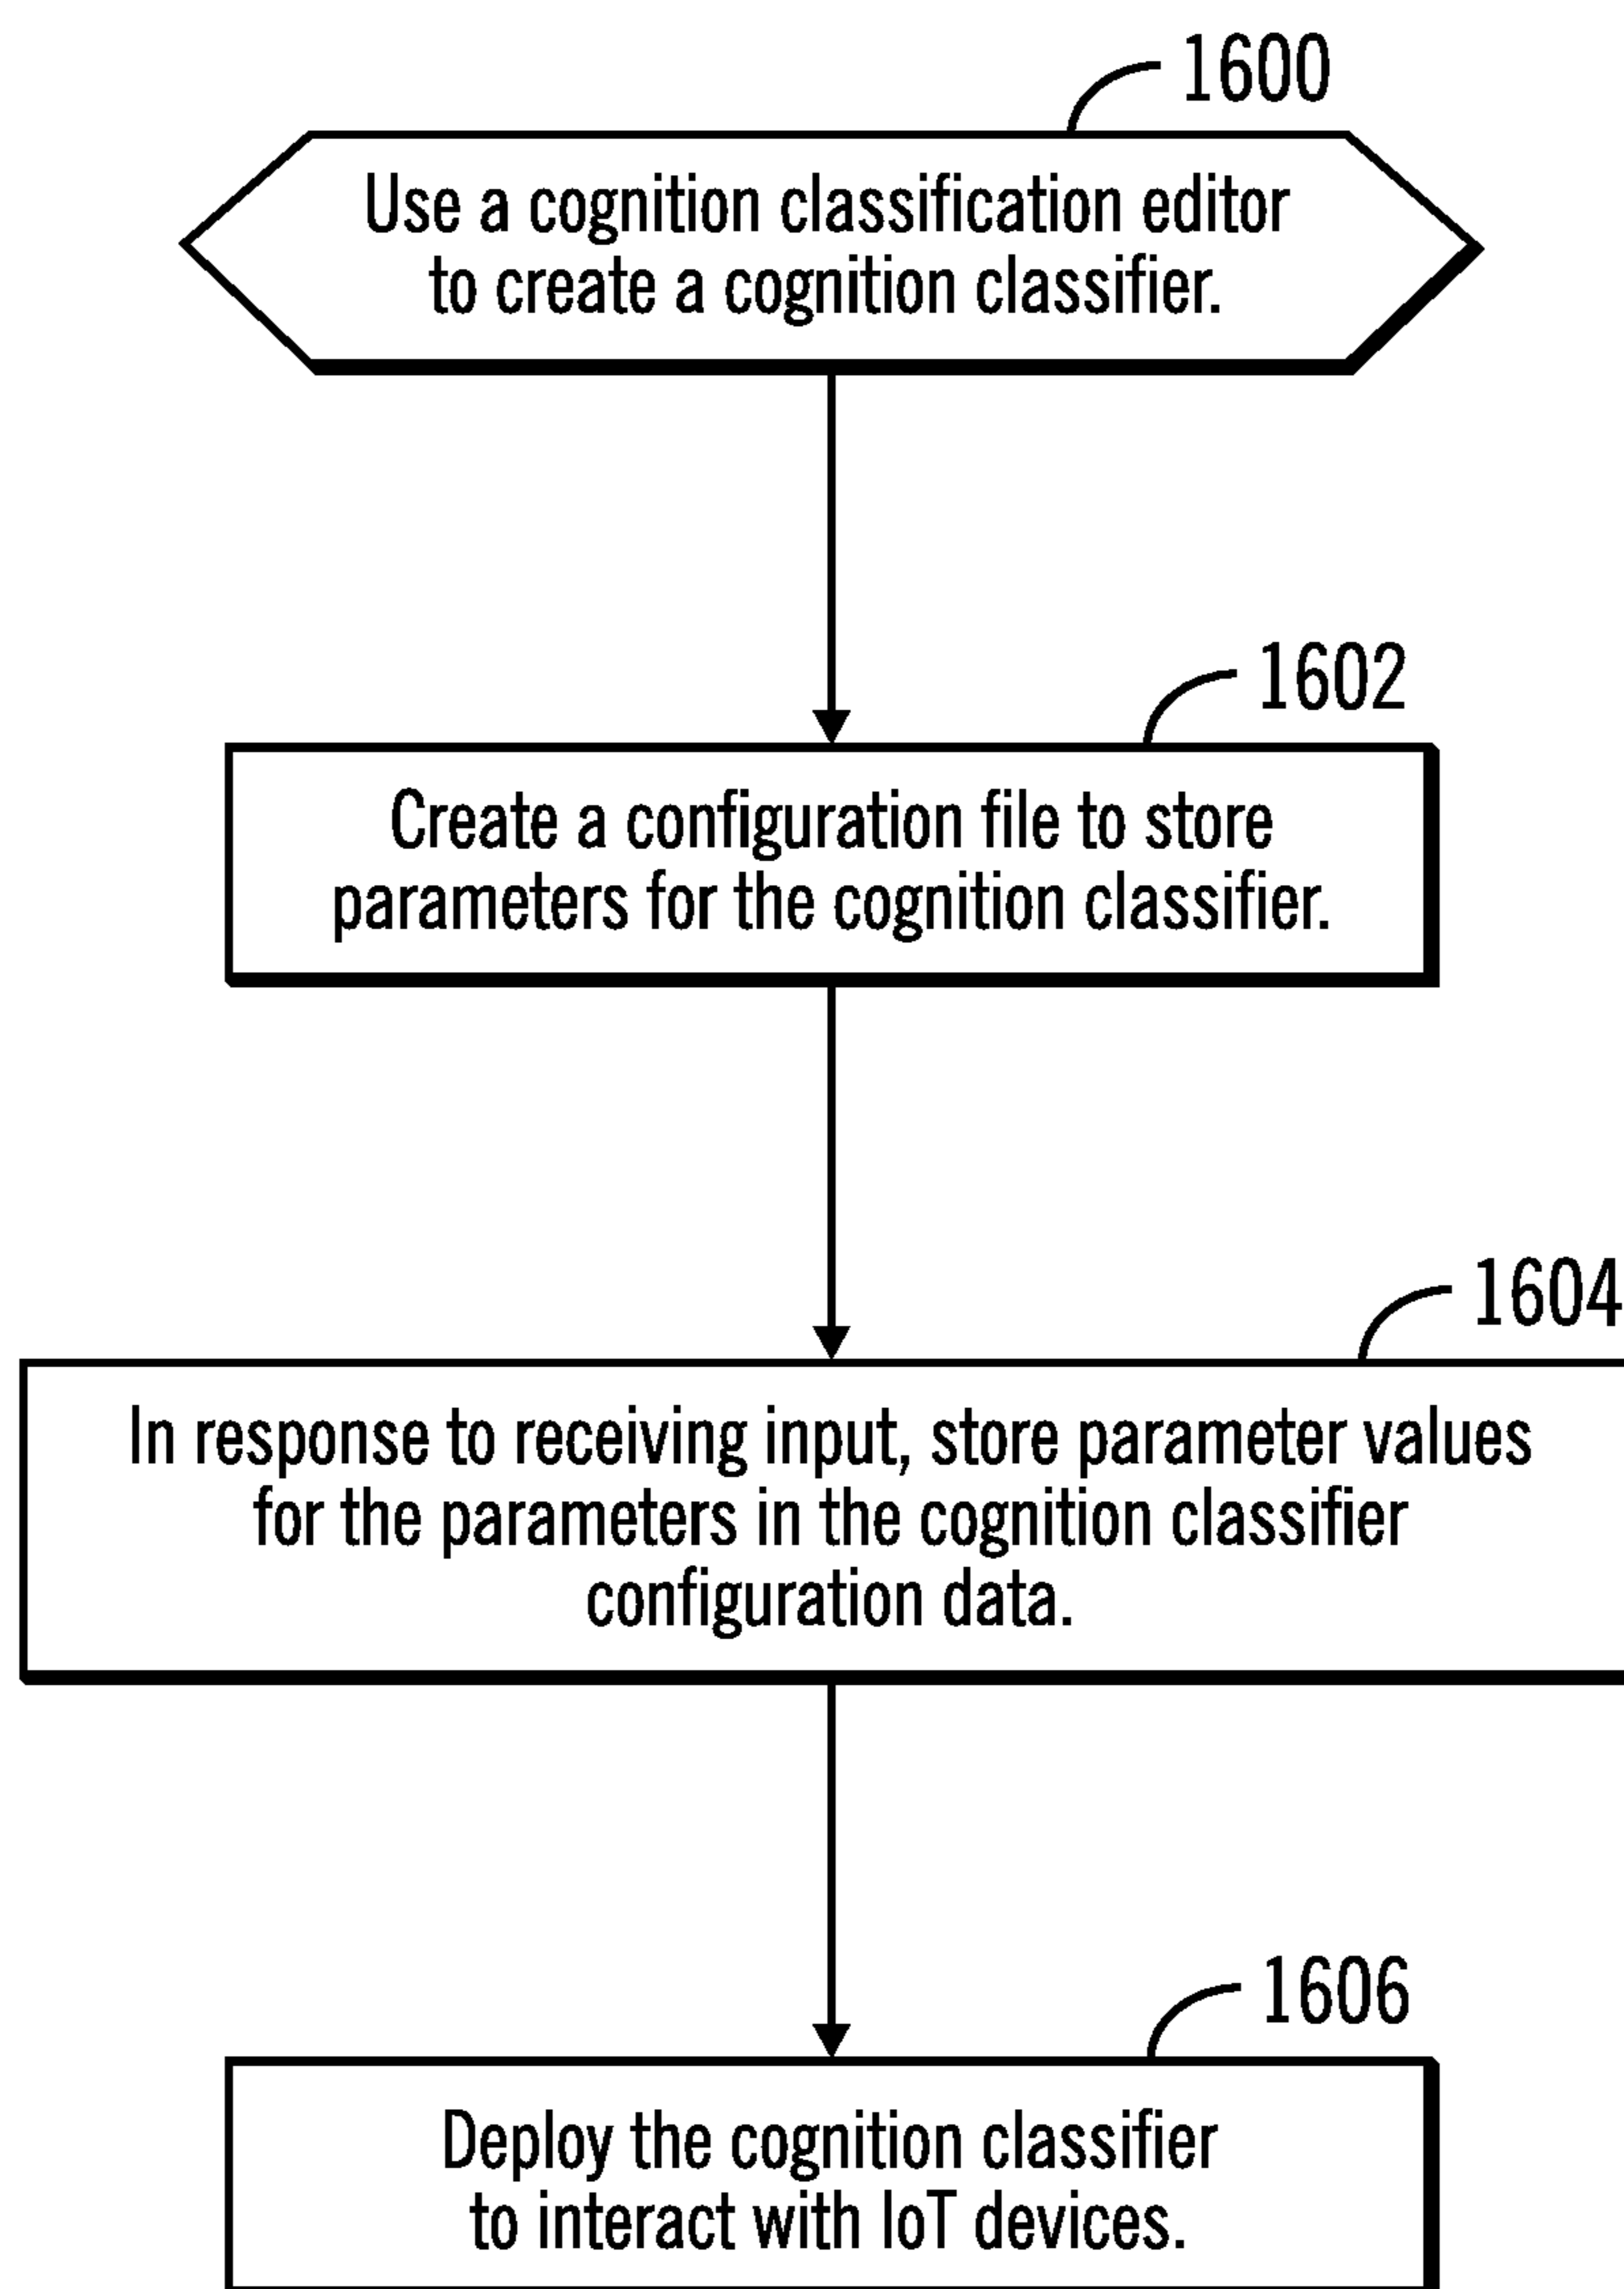 1600
Use a cognition classification editor
to create a cognition classifier.
1602
Create a configuration file to store
parameters for the cognition classifier.
1604
In response to receiving input, store parameter values
for the parameters in the cognition classifier
configuration data.
1606
Deploy the cognition classifier
to interact with IoT devices.